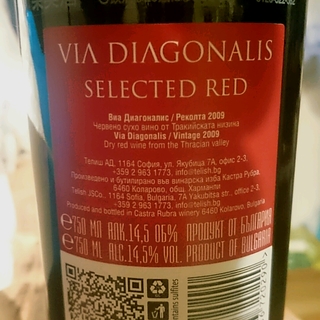 VIA DIAGONALIS
SELECTED RED
Виа Диагоналис / Реколта 2009
Червено сухо вино от Тракийската низина
Via Diagonalis / Vintage 2009
Dry red wine from the Thracian valley
Телиш АД, 1164 София, ул. Якубица 7А, офис 2-3.
+359 2 963 1773, info@telish.bg
Произведено и бутилирано във винарска изба Кастра Рубра,
6460 Коларово, общ. Харманли
Telish JSCo., 1164 Sofia, Bulgaria, 7A Yakubitsa str., office 2-3.
+359 2 963 1773, info@telish.bg
Produced and bottled in Castra Rubra winery 6460 Kolarovo, Bulgaria
℮750 МЛ АЛК.14,5 ОБ% ПРОДУКТ ОТ БЪЛГАРИЯ
℮750 ML ALC.14,5% VOL. PRODUCT OF BULGARIA
ntains sulfites